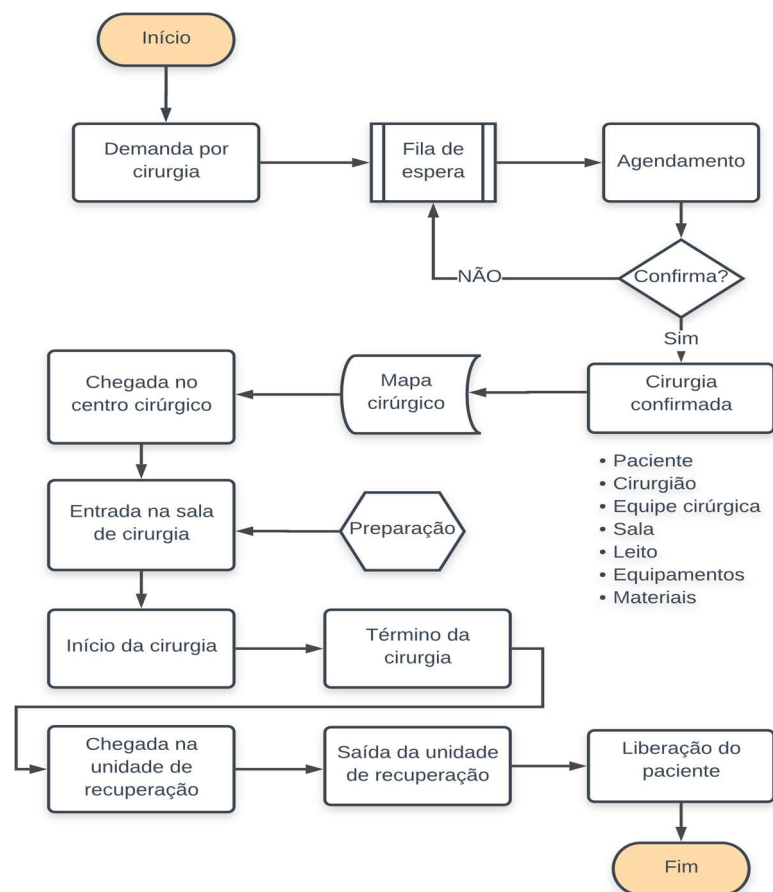 Início
Demanda por
cirurgia
Fila de
espera
Agendamento
Confirma?
NÃO
Sim
Cirurgia
confirmada
• Paciente
• Cirurgião
• Equipe cirúrgica
• Sala
• Leito
• Equipamentos
• Materiais
Mapa
cirúrgico
Chegada no
centro cirúrgico
Entrada na sala
de cirurgia
Preparação
Início da cirurgia
Término da
cirurgia
Chegada na
unidade de
recuperação
Saída da unidade
de recuperação
Liberação do
paciente
Fim